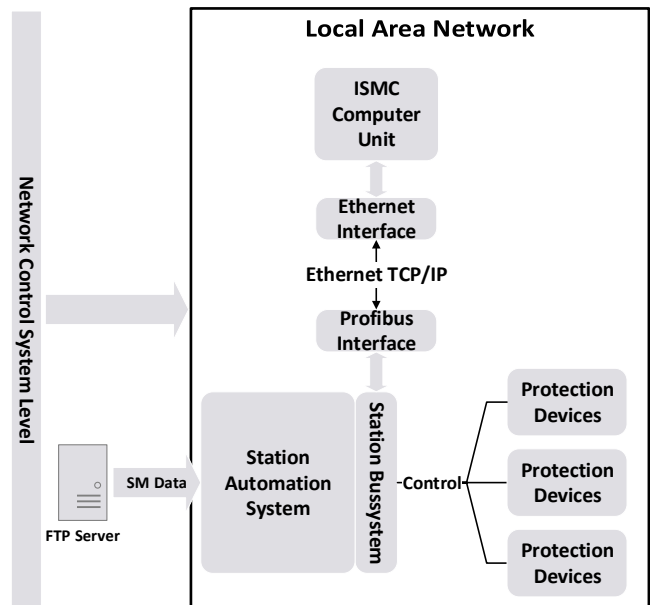 Local Area Network
ISMC
Computer
Unit
Ethernet
Interface
Ethernet TCP/IP
Profibus
Interface
Network Control System Level
Station
Automation
System
Station Bussystem
Control
Protection
Devices
Protection
Devices
Protection
Devices
SM Data
FTP Server